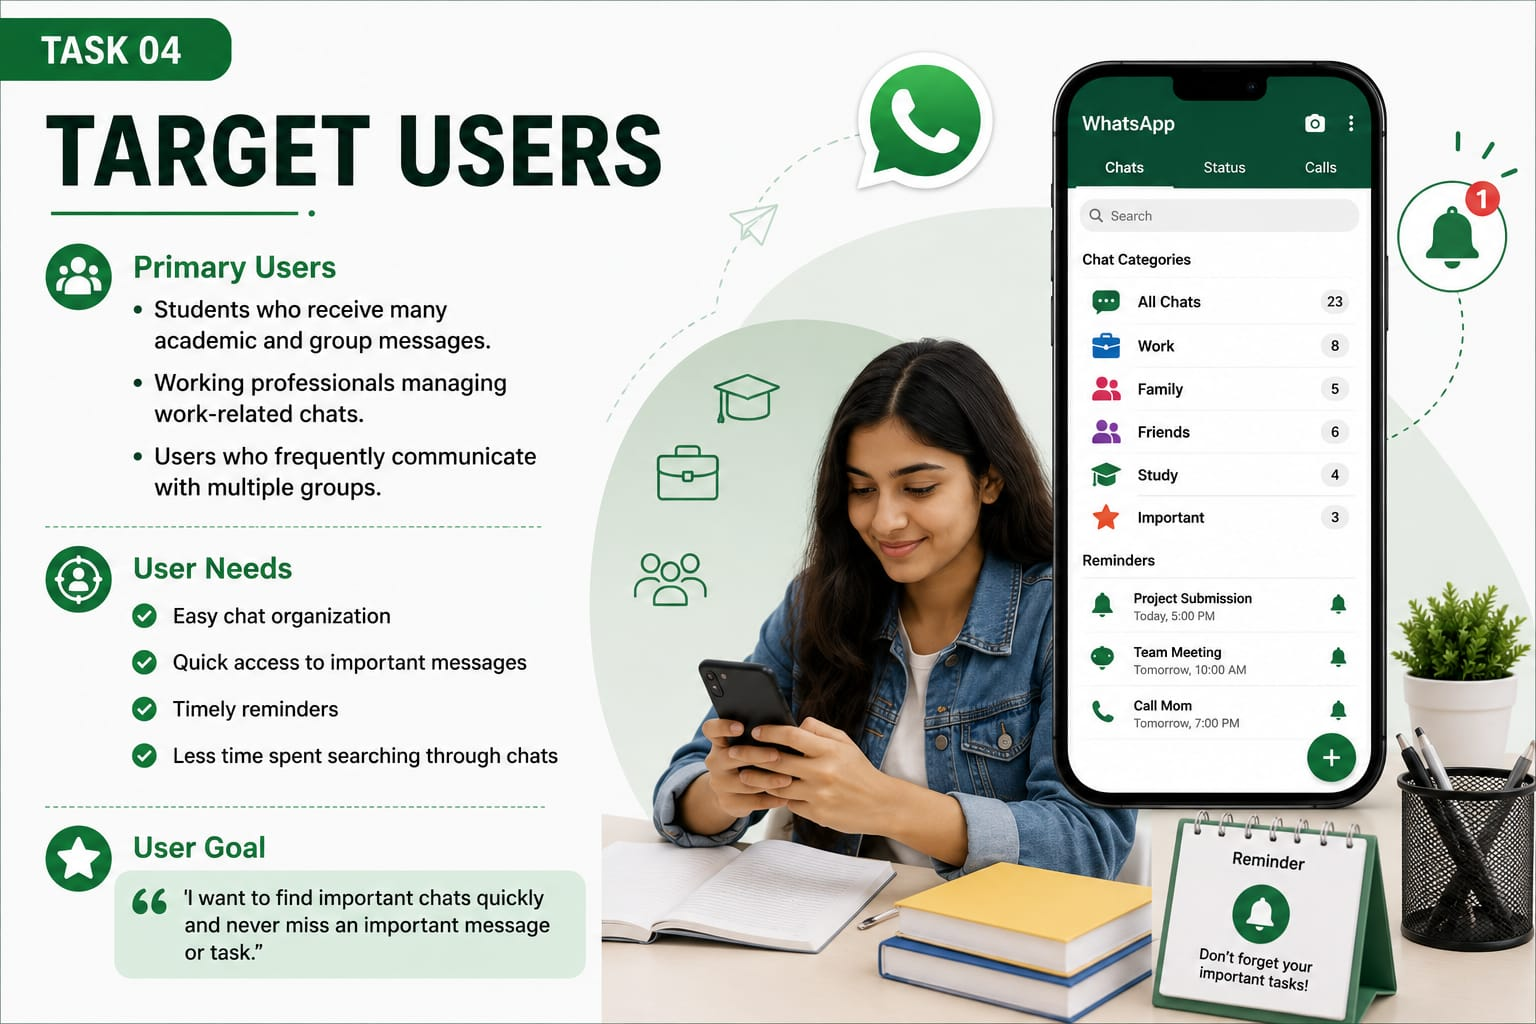 TASK 04
TARGET USERS
Primary Users
• Students who receive many
academic and group messages.
• Working professionals managing
work-related chats.
• Users who frequently communicate
with multiple groups.
User Needs
Easy chat organization
Quick access to important messages
Timely reminders
Less time spent searching through chats
User Goal
“ 'I want to find important chats quickly
and never miss an important message
or task.”
WhatsApp
Chats Status Calls
Search
Chat Categories
All Chats 23
Work 8
Family 5
Friends 6
Study 4
Important 3
Reminders
Project Submission
Today, 5:00 PM
Team Meeting
Tomorrow, 10:00 AM
Call Mom
Tomorrow, 7:00 PM
+
1
Reminder
Don't forget your
important tasks!